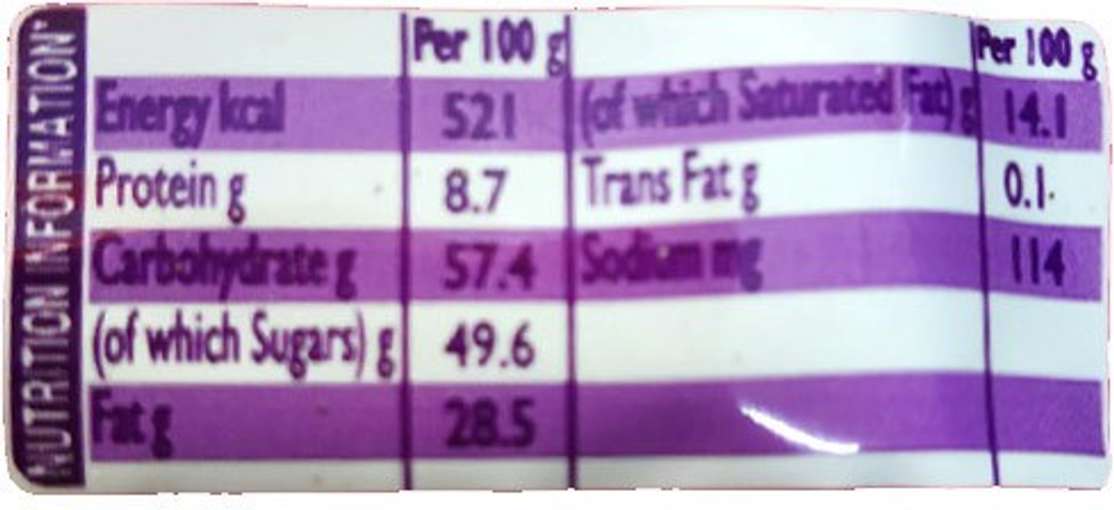 NUTRITION INFORMATION*
Per 100 g Per 100 g
Energy kcal 521 (of which Saturated Fat) g 14.1
Protein g 8.7 Trans Fat g 0.1
Carbohydrate g 57.4 Sodium mg 114
(of which Sugars) g 49.6
Fat g 28.5